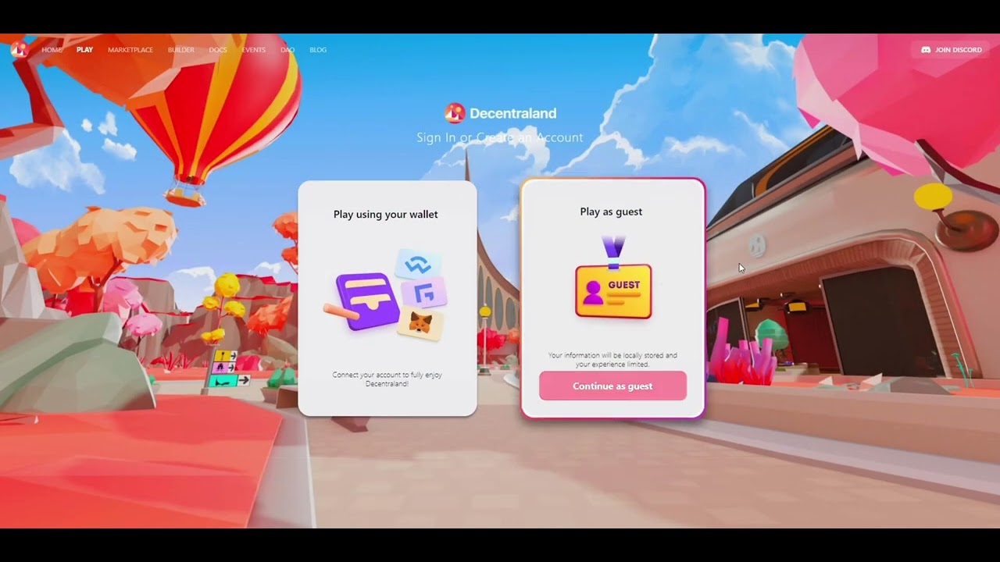 HOME PLAY MARKETPLACE BUILDER DOCS EVENTS DAO BLOG JOIN DISCORD
Decentraland
Sign In or Create an Account
Play using your wallet
Connect your account to fully enjoy
Decentraland!
Play as guest
GUEST
Your information will be locally stored and
your experience limited.
Continue as guest